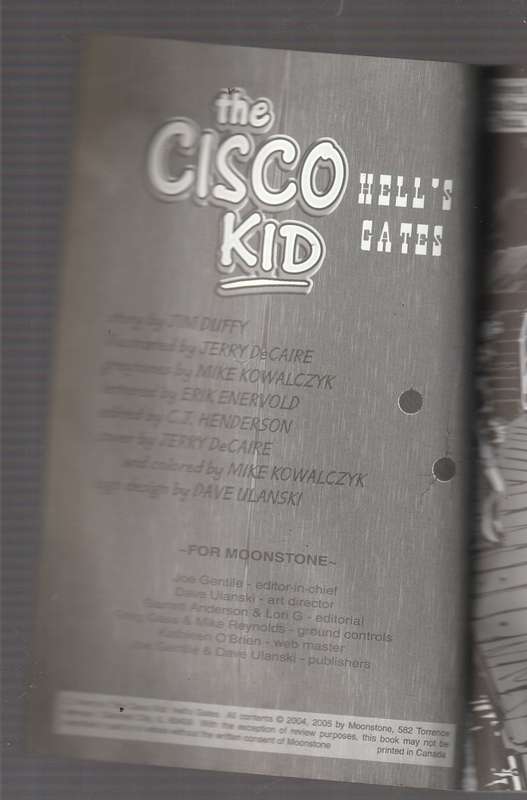 the
CISCO
KID
HELL'S
GATES
story by JIM DUFFY
illustrated by JERRY DeCAIRE
graytones by MIKE KOWALCZYK
lettered by ERIK ENERVOLD
edited by C.J. HENDERSON
cover by JERRY DeCAIRE
and colored by MIKE KOWALCZYK
design by DAVE ULANSKI
~FOR MOONSTONE~
Joe Gentile - editor-in-chief
Dave Ulanski - art director
Anderson & Lori G - editorial
& Mike Reynolds - ground controls
Kathleen O'Brien - web master
Joe Gentile & Dave Ulanski - publishers
Gates. All contents © 2004, 2005 by Moonstone, 582 Torrence
With the exception of review purposes, this book may not be
without the written consent of Moonstone printed in Canada